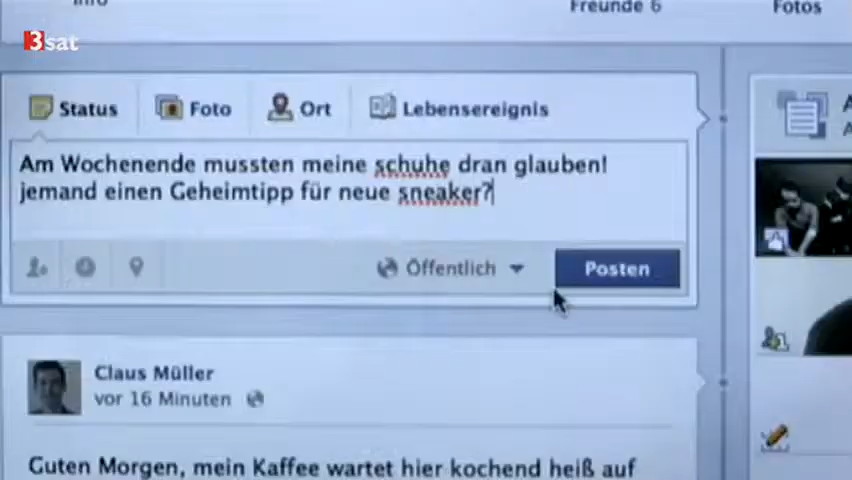 Info
Freunde 6
Fotos
3sat
Status
Foto
Ort
Lebensereignis
Am Wochenende mussten meine schuhe dran glauben!
jemand einen Geheimtipp für neue sneaker?
Öffentlich
Posten
Claus Müller
vor 16 Minuten
Guten Morgen, mein Kaffee wartet hier kochend heiß auf